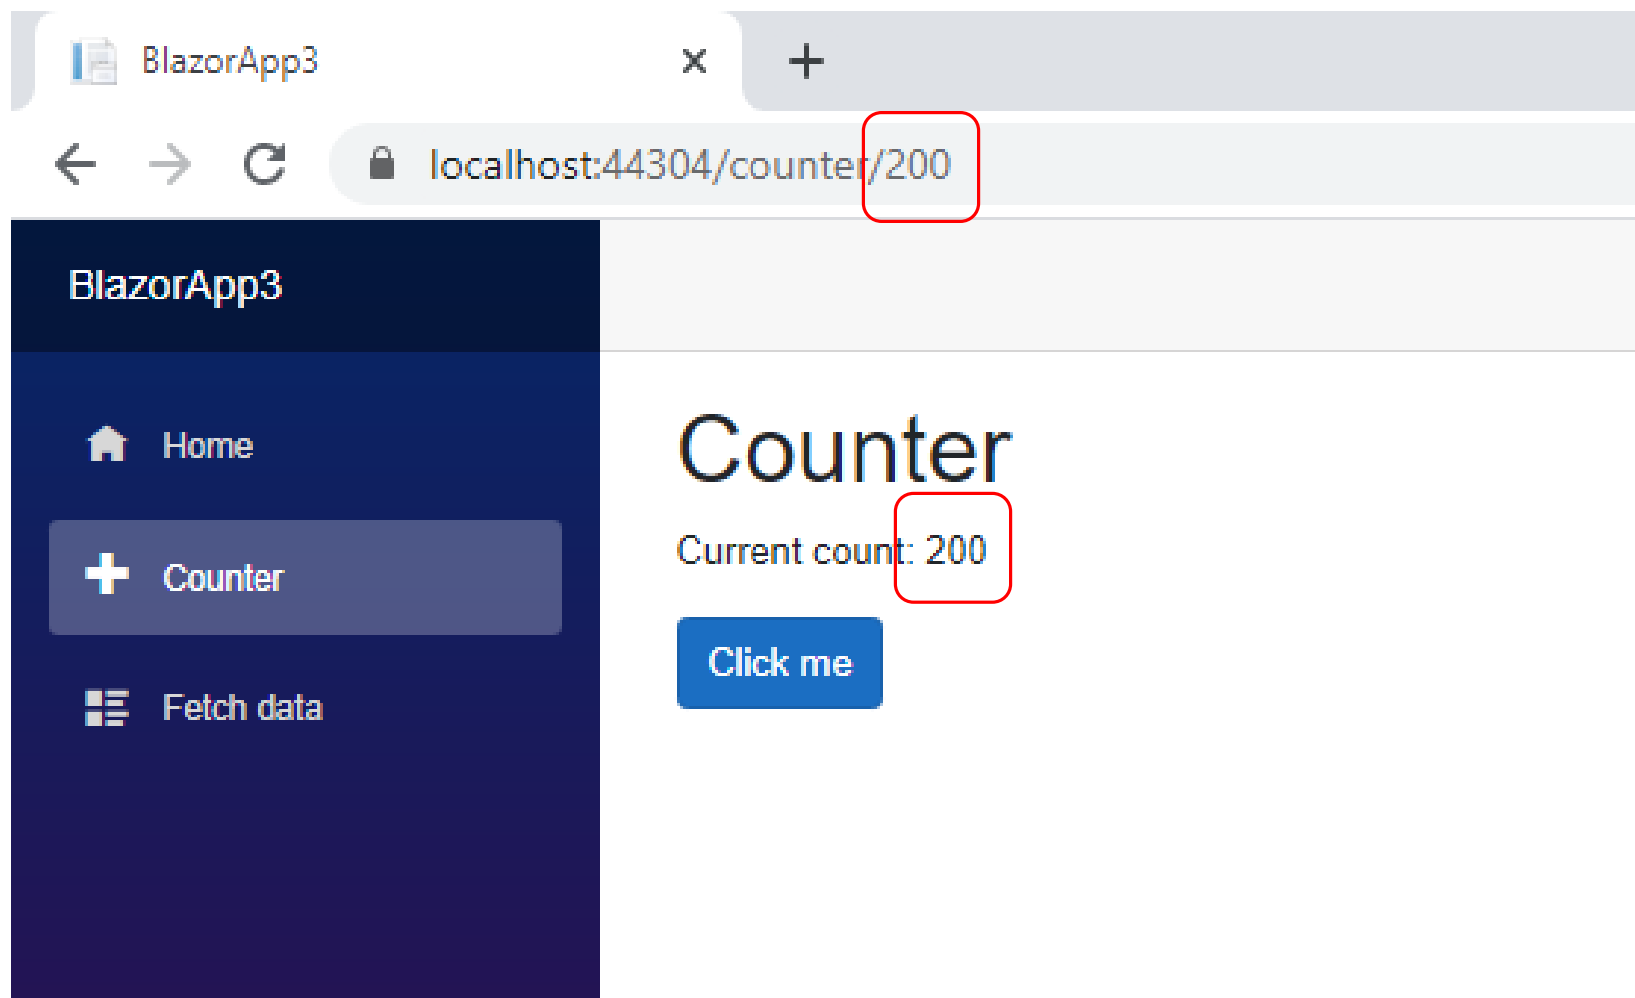 BlazorApp3
localhost:44304/counter/200
BlazorApp3
Home
Counter
Fetch data
Counter
Current count: 200
Click me